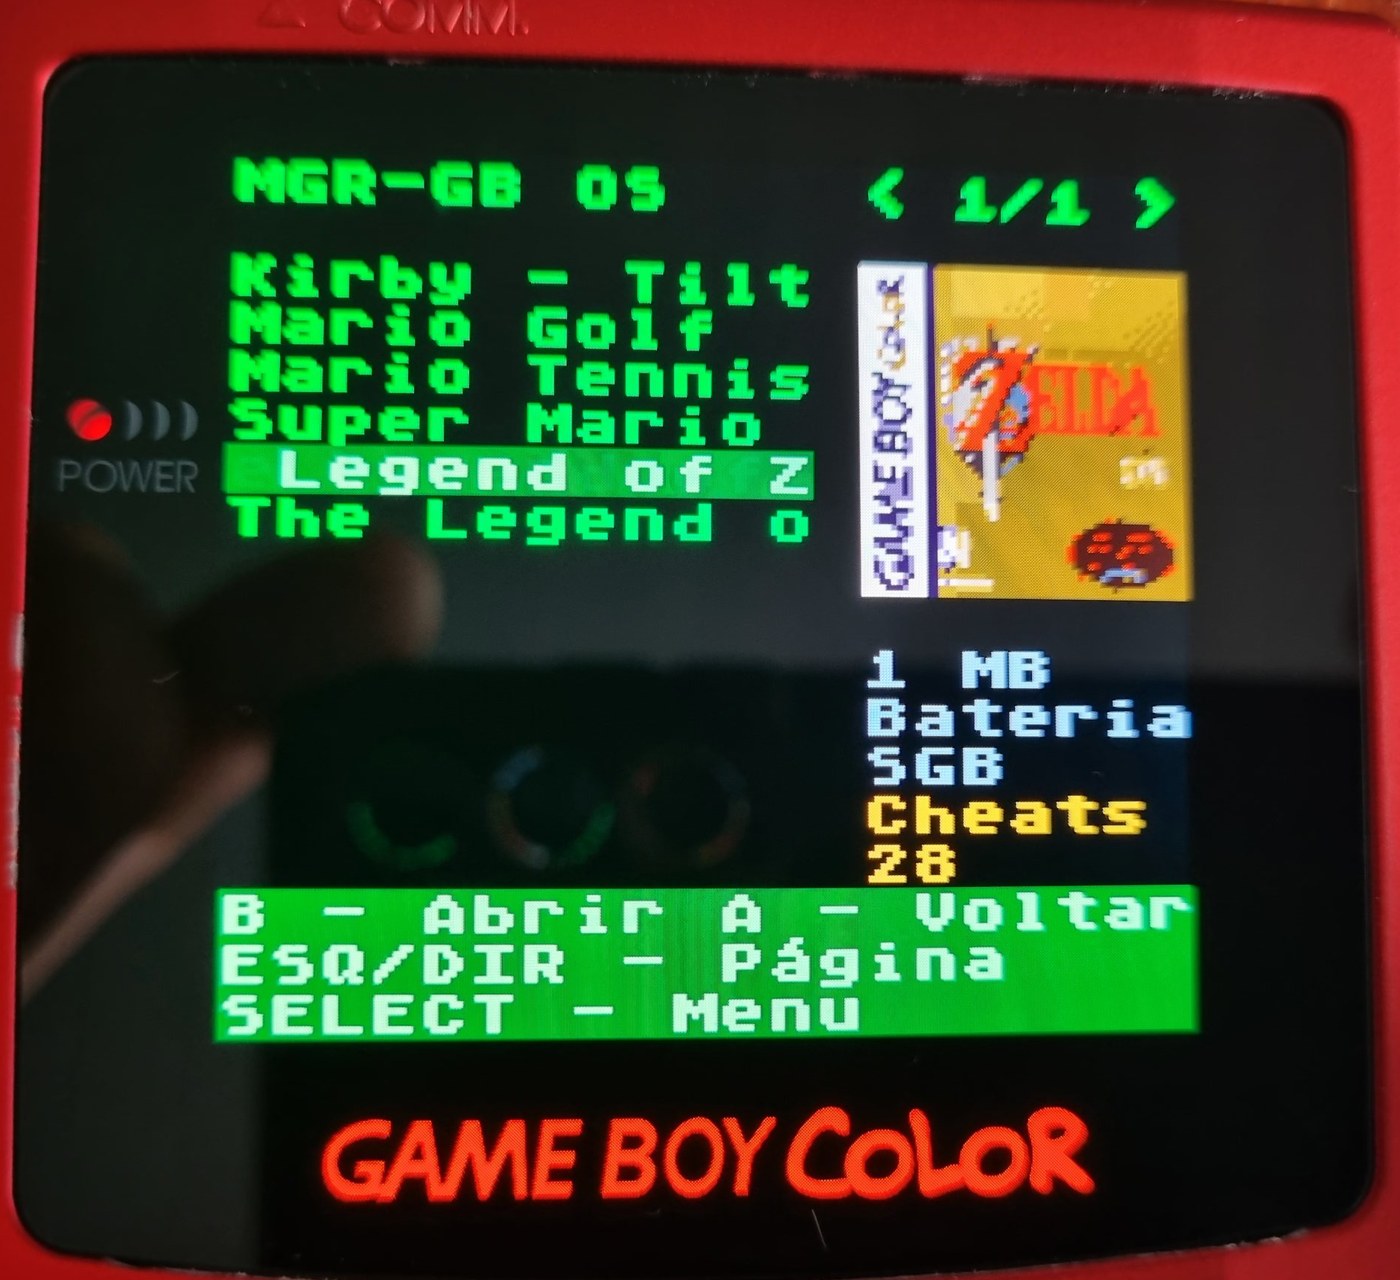 COMM.
MGR-GB OS < 1/1 >
Kirby - Tilt
Mario Golf
Mario Tennis
Super Mario
Legend of Z
The Legend o
POWER
GAME BOY COLOR
ZELDA
1 MB
Bateria
SGB
Cheats
28
B - Abrir A - Voltar
ESQ/DIR - Página
SELECT - Menu
GAME BOY COLOR